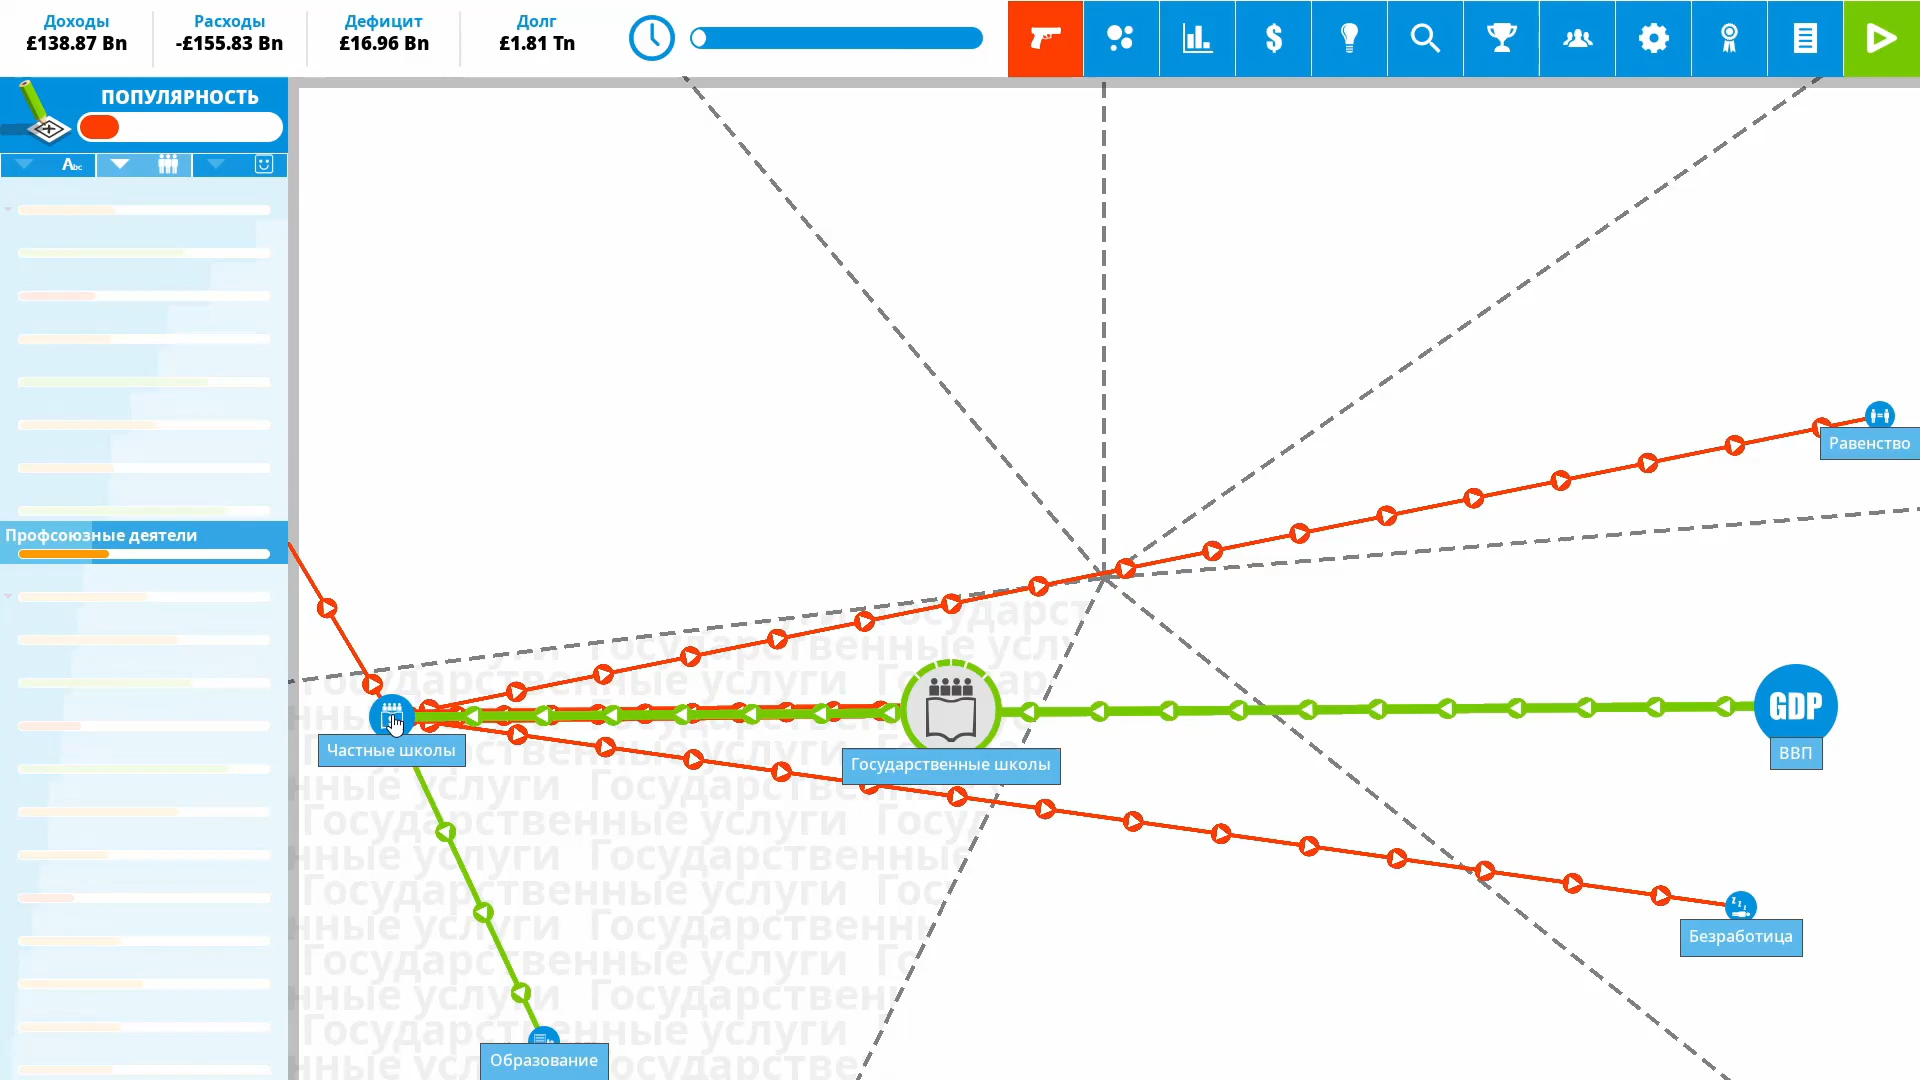 Доходы
£138.87 Bn
Расходы
-£155.83 Bn
Дефицит
£16.96 Bn
Долг
£1.81 Tn
ПОПУЛЯРНОСТЬ
Abc
Профсоюзные деятели
Равенство
Частные школы
Государственные школы
GDP
ВВП
Безработица
Образование
Государственные услуги